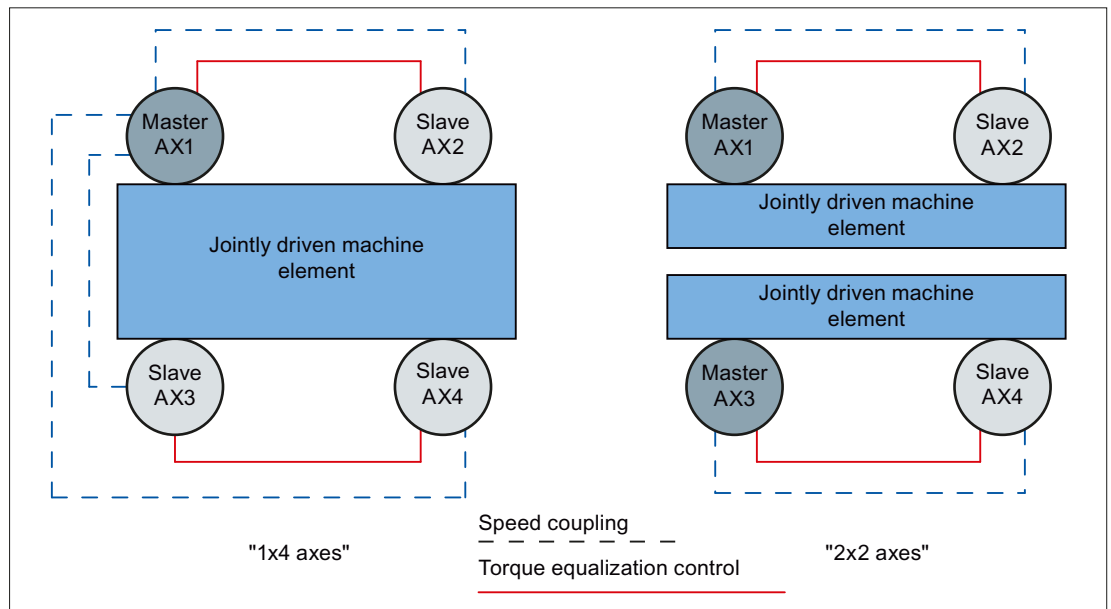 Master
AX1
Slave
AX2
Jointly driven machine
element
Slave
AX3
Slave
AX4
"1x4 axes"
Master
AX1
Slave
AX2
Jointly driven machine
element
Jointly driven machine
element
Master
AX3
Slave
AX4
"2x2 axes"
Speed coupling
Torque equalization control